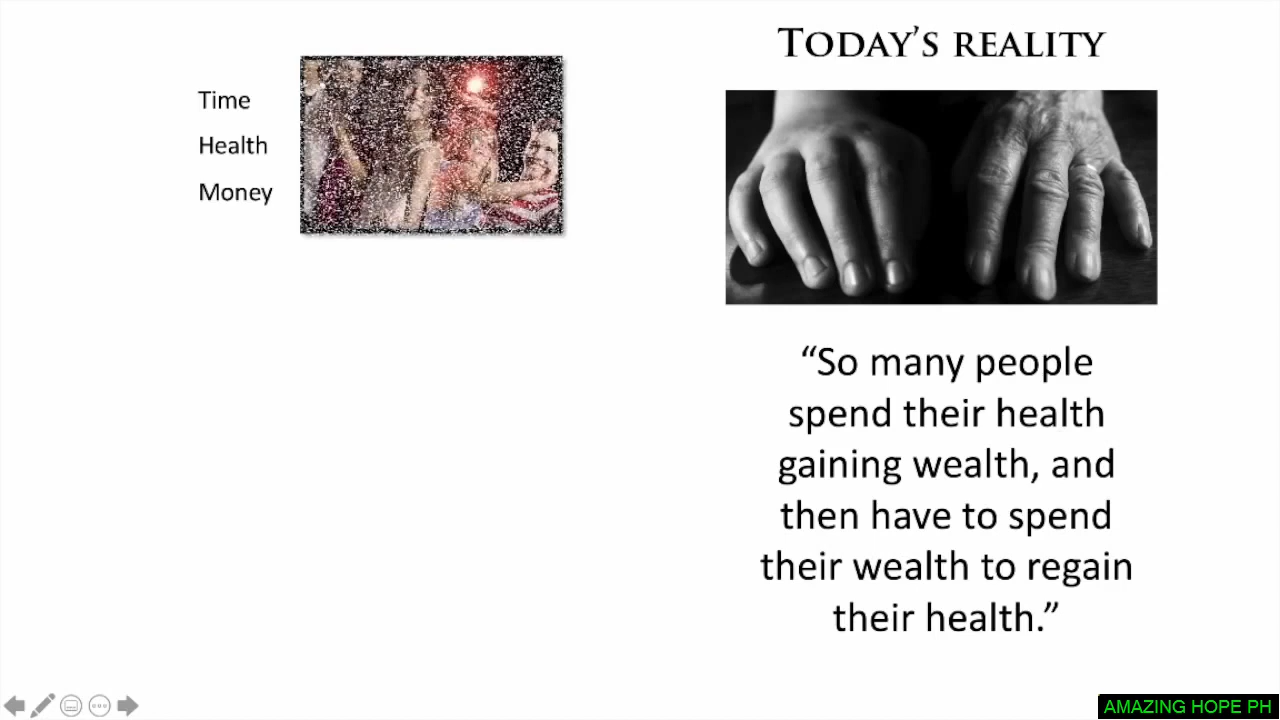 Time
Health
Money
TODAY’S REALITY
“So many people
spend their health
gaining wealth, and
then have to spend
their wealth to regain
their health.”
AMAZING HOPE PH